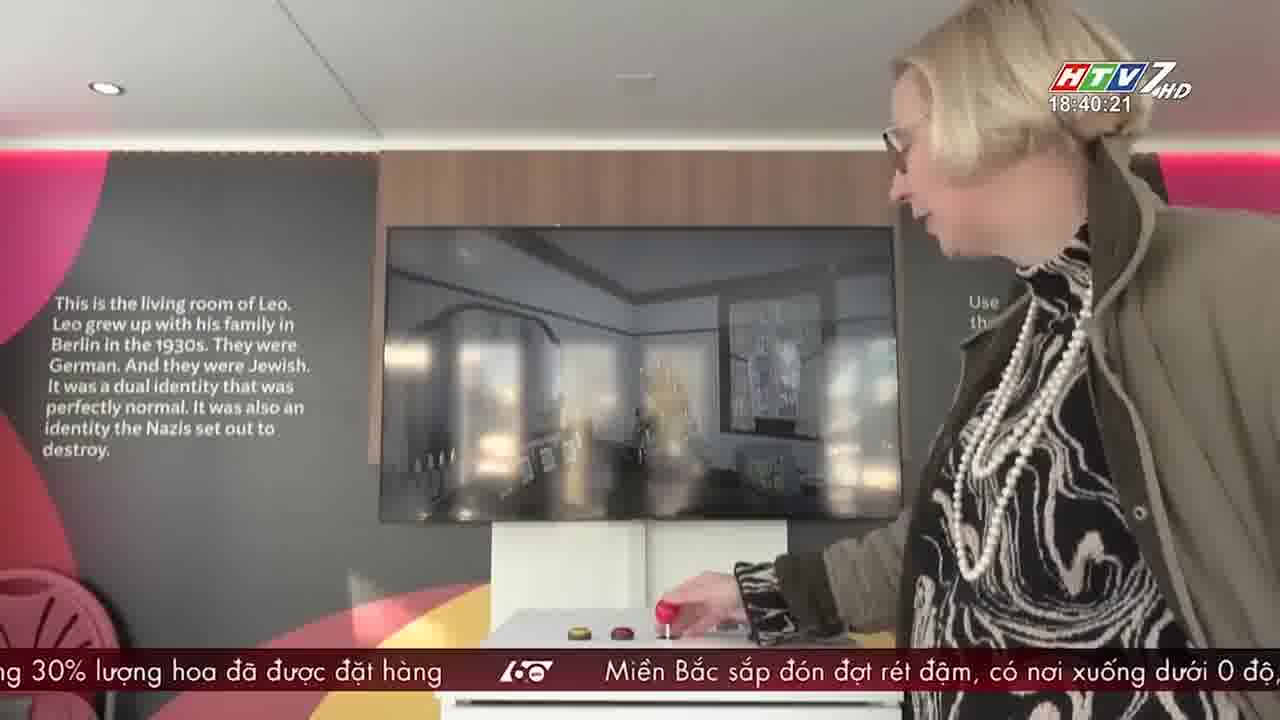 HTV7 HD
18:40:21
This is the living room of Leo.
Leo grew up with his family in
Berlin in the 1930s. They were
German. And they were Jewish.
It was a dual identity that was
perfectly normal. It was also an
identity the Nazis set out to
destroy.
Use
ng 30% lượng hoa đã được đặt hàng
60
Miền Bắc sắp đón đợt rét đậm, có nơi xuống dưới 0 độ,